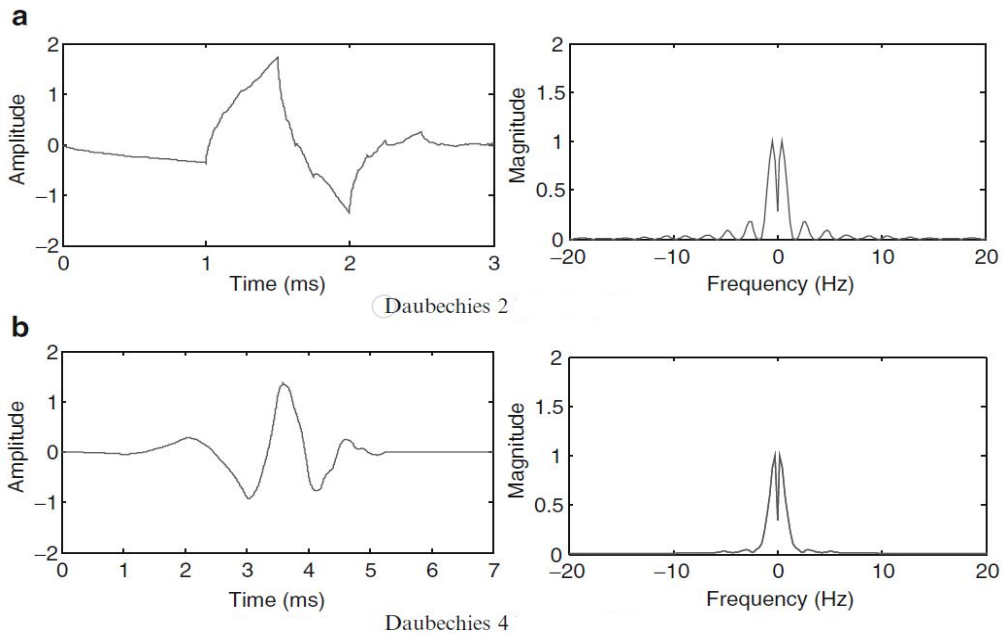 a
2
1
0
−1
−2
Amplitude
0 1 2 3
Time (ms)
2
1.5
1
0.5
0
Magnitude
−20 −10 0 10 20
Frequency (Hz)
Daubechies 2
b
2
1
0
−1
−2
Amplitude
0 1 2 3 4 5 6 7
Time (ms)
2
1.5
1
0.5
0
Magnitude
−20 −10 0 10 20
Frequency (Hz)
Daubechies 4